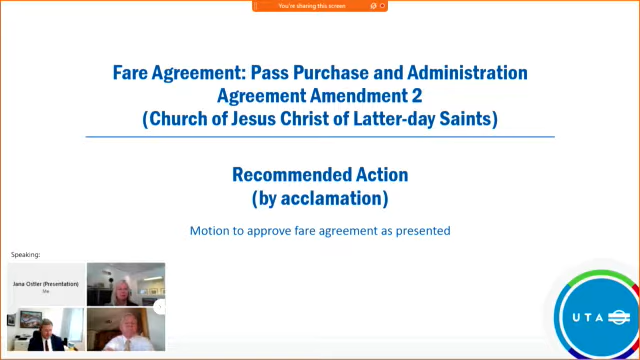 You're sharing this screen
Fare Agreement: Pass Purchase and Administration
Agreement Amendment 2
(Church of Jesus Christ of Latter-day Saints)
Recommended Action
(by acclamation)
Motion to approve fare agreement as presented
Speaking:
Jana Ostler (Presentation)
Me
UTA